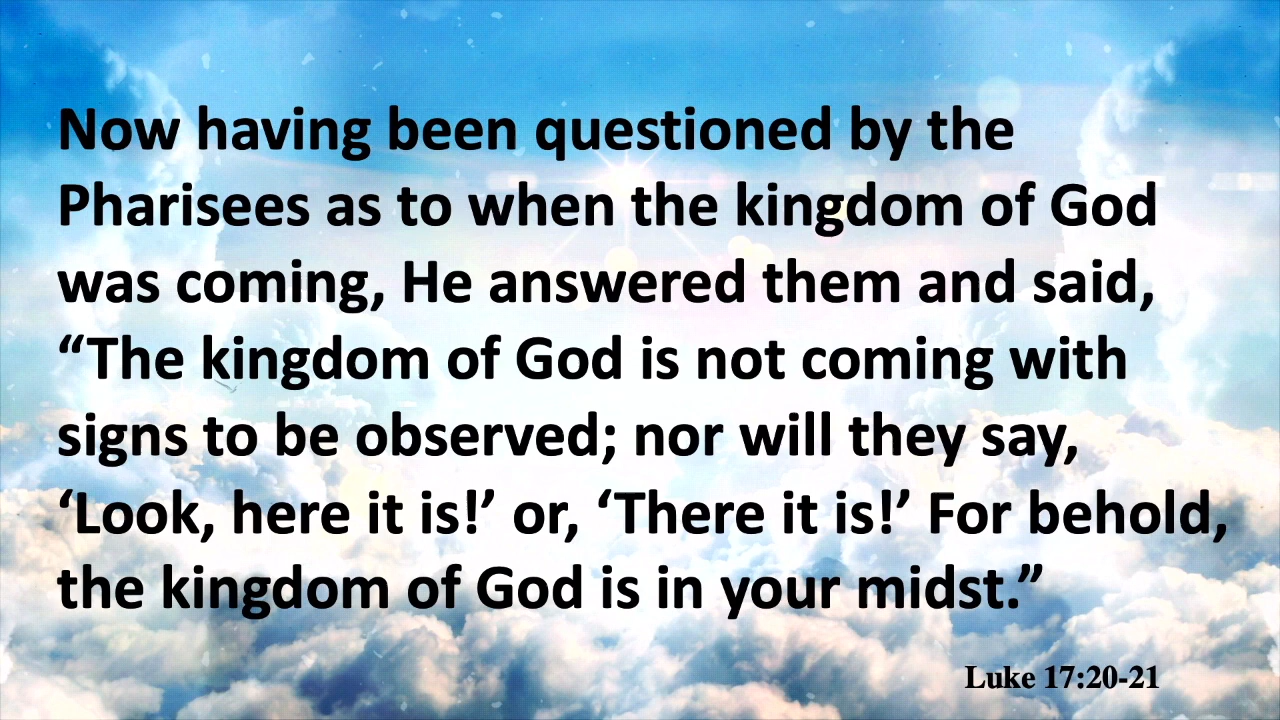 Now having been questioned by the
Pharisees as to when the kingdom of God
was coming, He answered them and said,
“The kingdom of God is not coming with
signs to be observed; nor will they say,
‘Look, here it is!’ or, ‘There it is!’ For behold,
the kingdom of God is in your midst.”
Luke 17:20-21